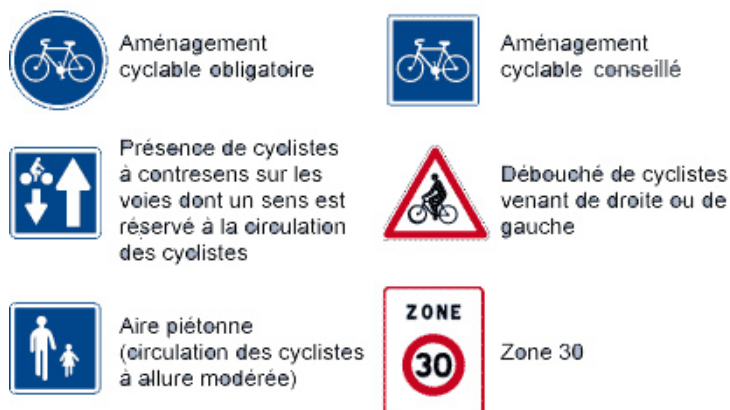 Aménagement
cyclable obligatoire
Aménagement
cyclable conseillé
Présence de cyclistes
à contresens sur les
voies dont un sens est
réservé à la circulation
des cyclistes
Débouché de cyclistes
venant de droite ou de
gauche
Aire piétonne
(circulation des cyclistes
à allure modérée)
ZONE
30
Zone 30